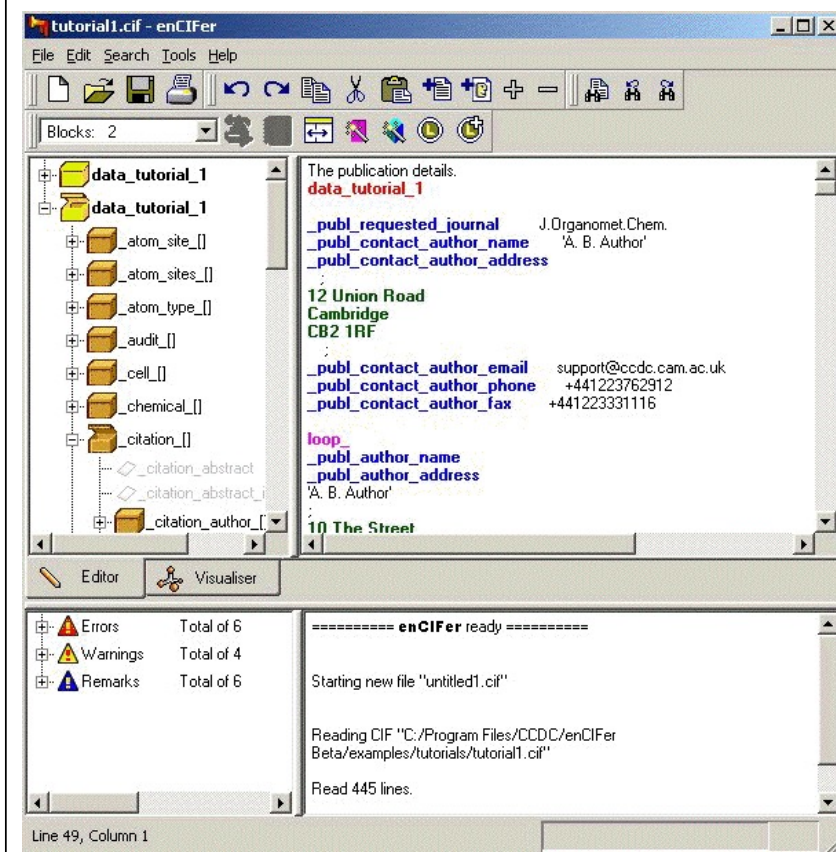 tutorial1.cif - enCIFer
File Edit Search Tools Help
Blocks: 2
data_tutorial_1
data_tutorial_1
_atom_site_[]
_atom_sites_[]
_atom_type_[]
_audit_[]
_cell_[]
_chemical_[]
_citation_[]
_citation_abstract
_citation_abstract_i
_citation_author_[]
The publication details.
data_tutorial_1
_publ_requested_journal J.Organomet.Chem.
_publ_contact_author_name 'A. B. Author'
_publ_contact_author_address
;
12 Union Road
Cambridge
CB2 1RF
;
_publ_contact_author_email support@ccdc.cam.ac.uk
_publ_contact_author_phone +441223762912
_publ_contact_author_fax +441223331116
loop_
_publ_author_name
_publ_author_address
'A. B. Author'
;
10 The Street
Editor Visualiser
Errors Total of 6
Warnings Total of 4
Remarks Total of 6
========== enCIFer ready ==========
Starting new file "untitled1.cif"
Reading CIF "C:/Program Files/CCDC/enCIFer
Beta/examples/tutorials/tutorial1.cif"
Read 445 lines.
Line 49, Column 1